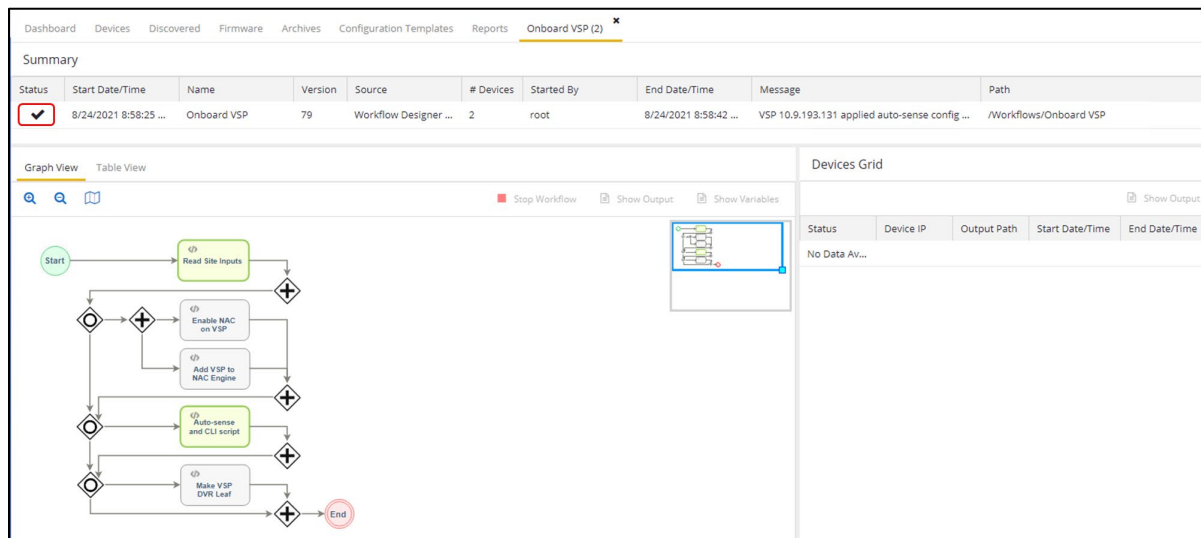 Dashboard Devices Discovered Firmware Archives Configuration Templates Reports Onboard VSP (2)
Summary
Status Start Date/Time Name Version Source # Devices Started By End Date/Time Message Path
8/24/2021 8:58:25 ... Onboard VSP 79 Workflow Designer ... 2 root 8/24/2021 8:58:42 ... VSP 10.9.193.131 applied auto-sense config ... /Workflows/Onboard VSP
Graph View Table View
Stop Workflow Show Output Show Variables
Start
Read Site Inputs
Enable NAC
on VSP
Add VSP to
NAC Engine
Auto-sense
and CLI script
Make VSP
DVR Leaf
End
Devices Grid
Show Output
Status Device IP Output Path Start Date/Time End Date/Time
No Data Av...